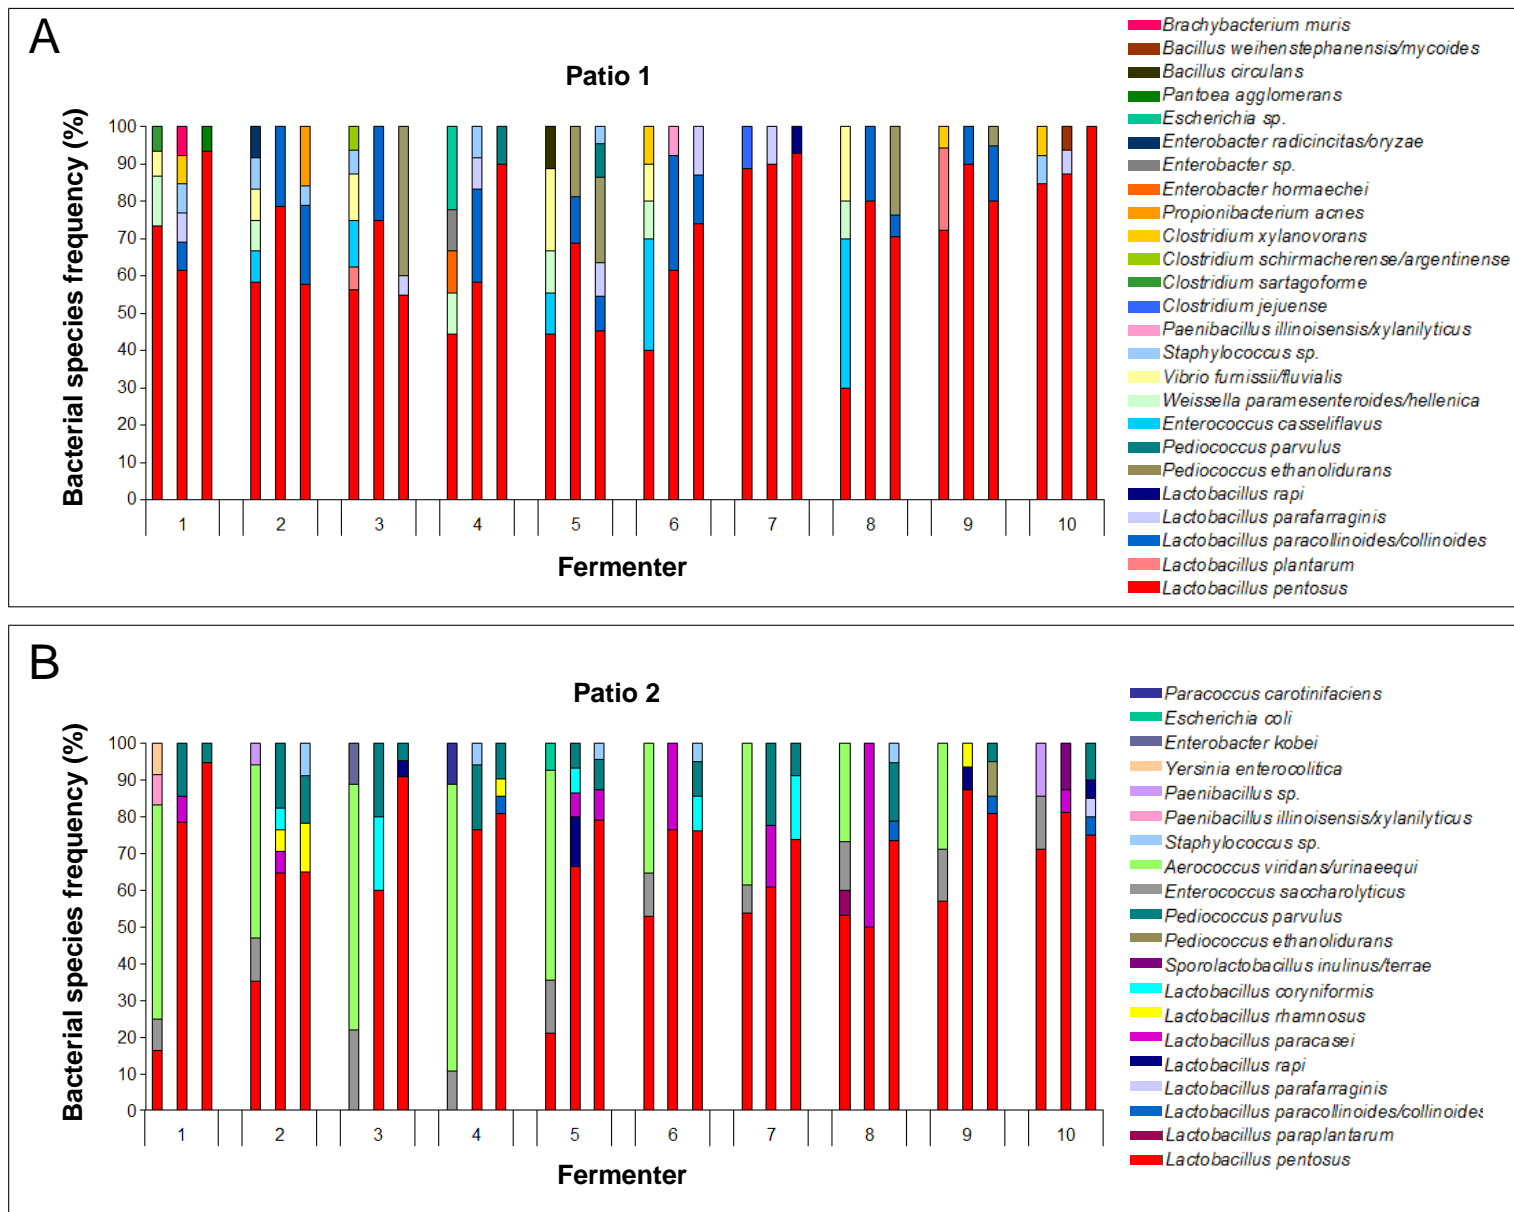 A
Patio 1
Bacterial species frequency (%)
100
90
80
70
60
50
40
30
20
10
0
1 2 3 4 5 6 7 8 9 10
Fermenter
Brachybacterium muris
Bacillus weihenstephanensis/mycoides
Bacillus circulans
Pantoea agglomerans
Escherichia sp.
Enterobacter radicincitas/oryzae
Enterobacter sp.
Enterobacter hormaechei
Propionibacterium acnes
Clostridium xylanovorans
Clostridium schirmacherense/argentinense
Clostridium sartagoforme
Clostridium jejuense
Paenibacillus illinoisensis/xylanilyticus
Staphylococcus sp.
Vibrio furnissii/fluvialis
Weissella paramesenteroides/hellenica
Enterococcus casseliflavus
Pediococcus parvulus
Pediococcus ethanolidurans
Lactobacillus rapi
Lactobacillus parafarraginis
Lactobacillus paracollinoides/collinoides
Lactobacillus plantarum
Lactobacillus pentosus
B
Patio 2
Bacterial species frequency (%)
100
90
80
70
60
50
40
30
20
10
0
1 2 3 4 5 6 7 8 9 10
Fermenter
Paracoccus carotinifaciens
Escherichia coli
Enterobacter kobei
Yersinia enterocolitica
Paenibacillus sp.
Paenibacillus illinoisensis/xylanilyticus
Staphylococcus sp.
Aerococcus viridans/urinaeequi
Enterococcus saccharolyticus
Pediococcus parvulus
Pediococcus ethanolidurans
Sporolactobacillus inulinus/terrae
Lactobacillus coryniformis
Lactobacillus rhamnosus
Lactobacillus paracasei
Lactobacillus rapi
Lactobacillus parafarraginis
Lactobacillus paracollinoides/collinoides
Lactobacillus paraplantarum
Lactobacillus pentosus